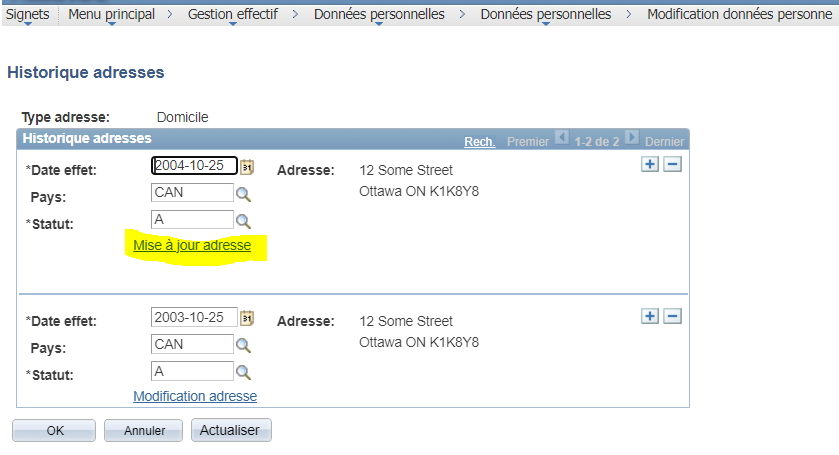 Signets Menu principal > Gestion effectif > Données personnelles > Données personnelles > Modification données personne
Historique adresses
Type adresse: Domicile
Historique adresses Rech. Premier 1-2 de 2 Dernier
*Date effet: 2004-10-25 31 Adresse: 12 Some Street + −
Pays: CAN Ottawa ON K1K8Y8
*Statut: A
Mise à jour adresse
*Date effet: 2003-10-25 31 Adresse: 12 Some Street + −
Pays: CAN Ottawa ON K1K8Y8
*Statut: A
Modification adresse
OK Annuler Actualiser